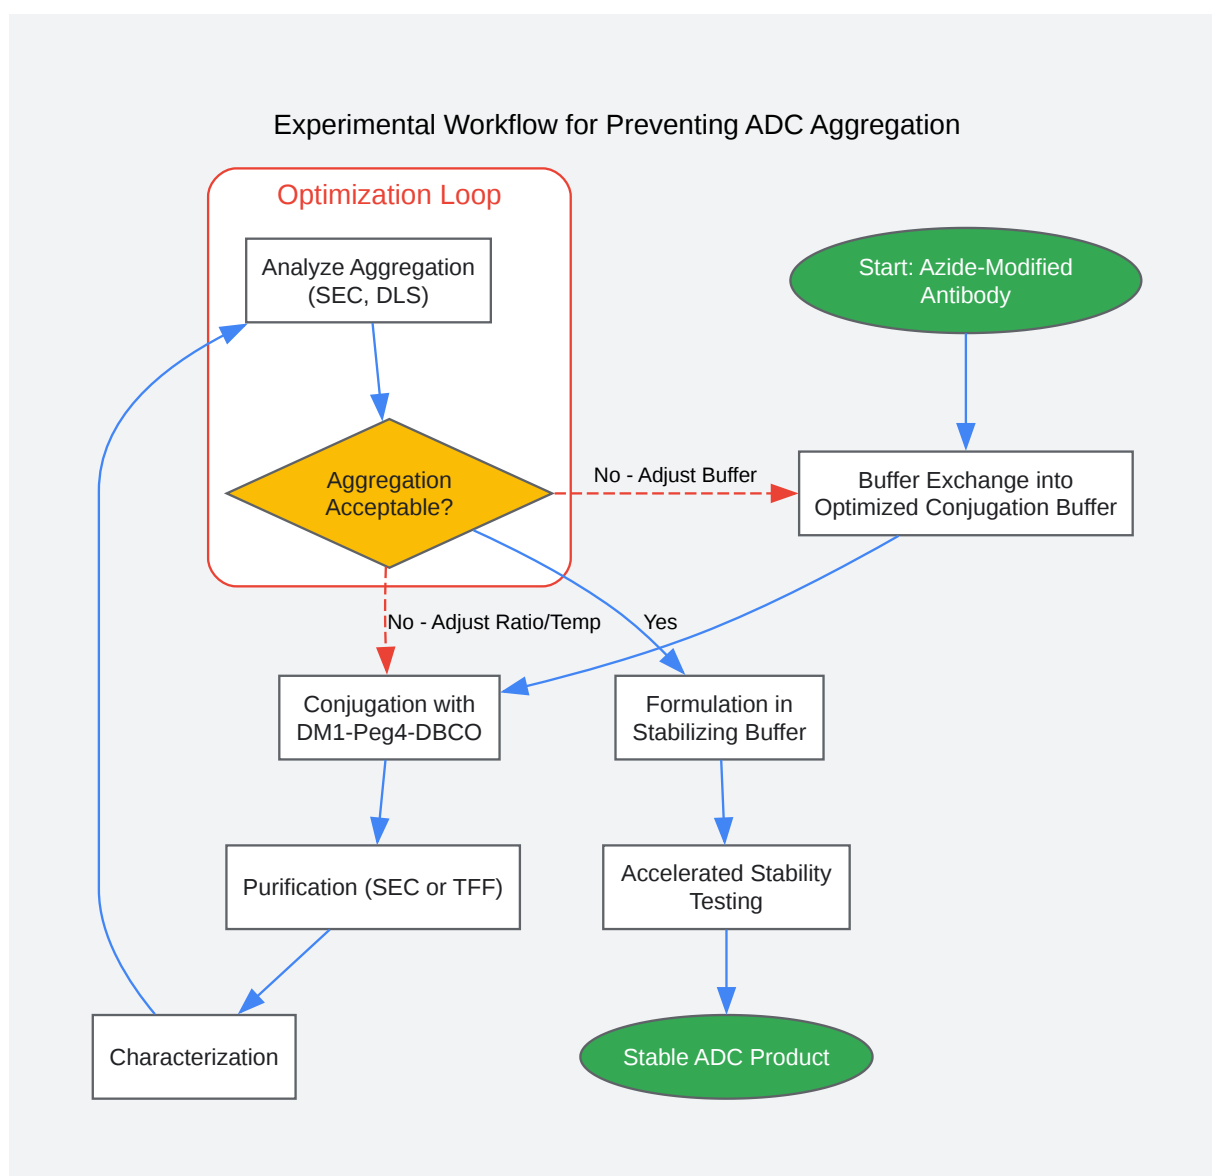 Experimental Workflow for Preventing ADC Aggregation
Optimization Loop
Analyze Aggregation
(SEC, DLS)
Start: Azide-Modified
Antibody
Aggregation
Acceptable?
No - Adjust Buffer
Buffer Exchange into
Optimized Conjugation Buffer
No - Adjust Ratio/Temp
Yes
Conjugation with
DM1-Peg4-DBCO
Formulation in
Stabilizing Buffer
Purification (SEC or TFF)
Accelerated Stability
Testing
Characterization
Stable ADC Product